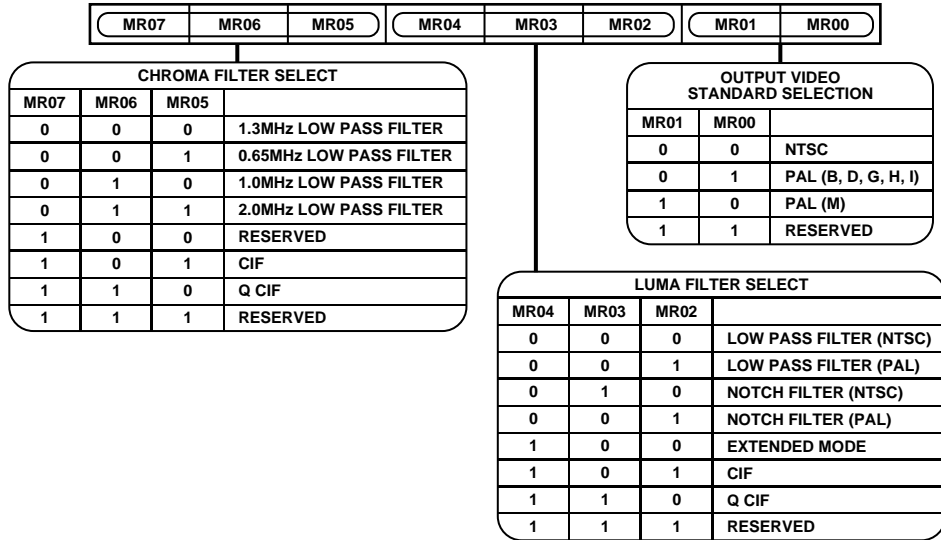 MR07 MR06 MR05 MR04 MR03 MR02 MR01 MR00
CHROMA FILTER SELECT
MR07 MR06 MR05
0 0 0 1.3MHz LOW PASS FILTER
0 0 1 0.65MHz LOW PASS FILTER
0 1 0 1.0MHz LOW PASS FILTER
0 1 1 2.0MHz LOW PASS FILTER
1 0 0 RESERVED
1 0 1 CIF
1 1 0 Q CIF
1 1 1 RESERVED
OUTPUT VIDEO
STANDARD SELECTION
MR01 MR00
0 0 NTSC
0 1 PAL (B, D, G, H, I)
1 0 PAL (M)
1 1 RESERVED
LUMA FILTER SELECT
MR04 MR03 MR02
0 0 0 LOW PASS FILTER (NTSC)
0 0 1 LOW PASS FILTER (PAL)
0 1 0 NOTCH FILTER (NTSC)
0 0 1 NOTCH FILTER (PAL)
1 0 0 EXTENDED MODE
1 0 1 CIF
1 1 0 Q CIF
1 1 1 RESERVED